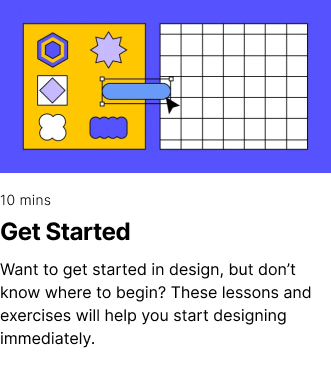 10 mins
Get Started
Want to get started in design, but don’t
know where to begin? These lessons and
exercises will help you start designing
immediately.